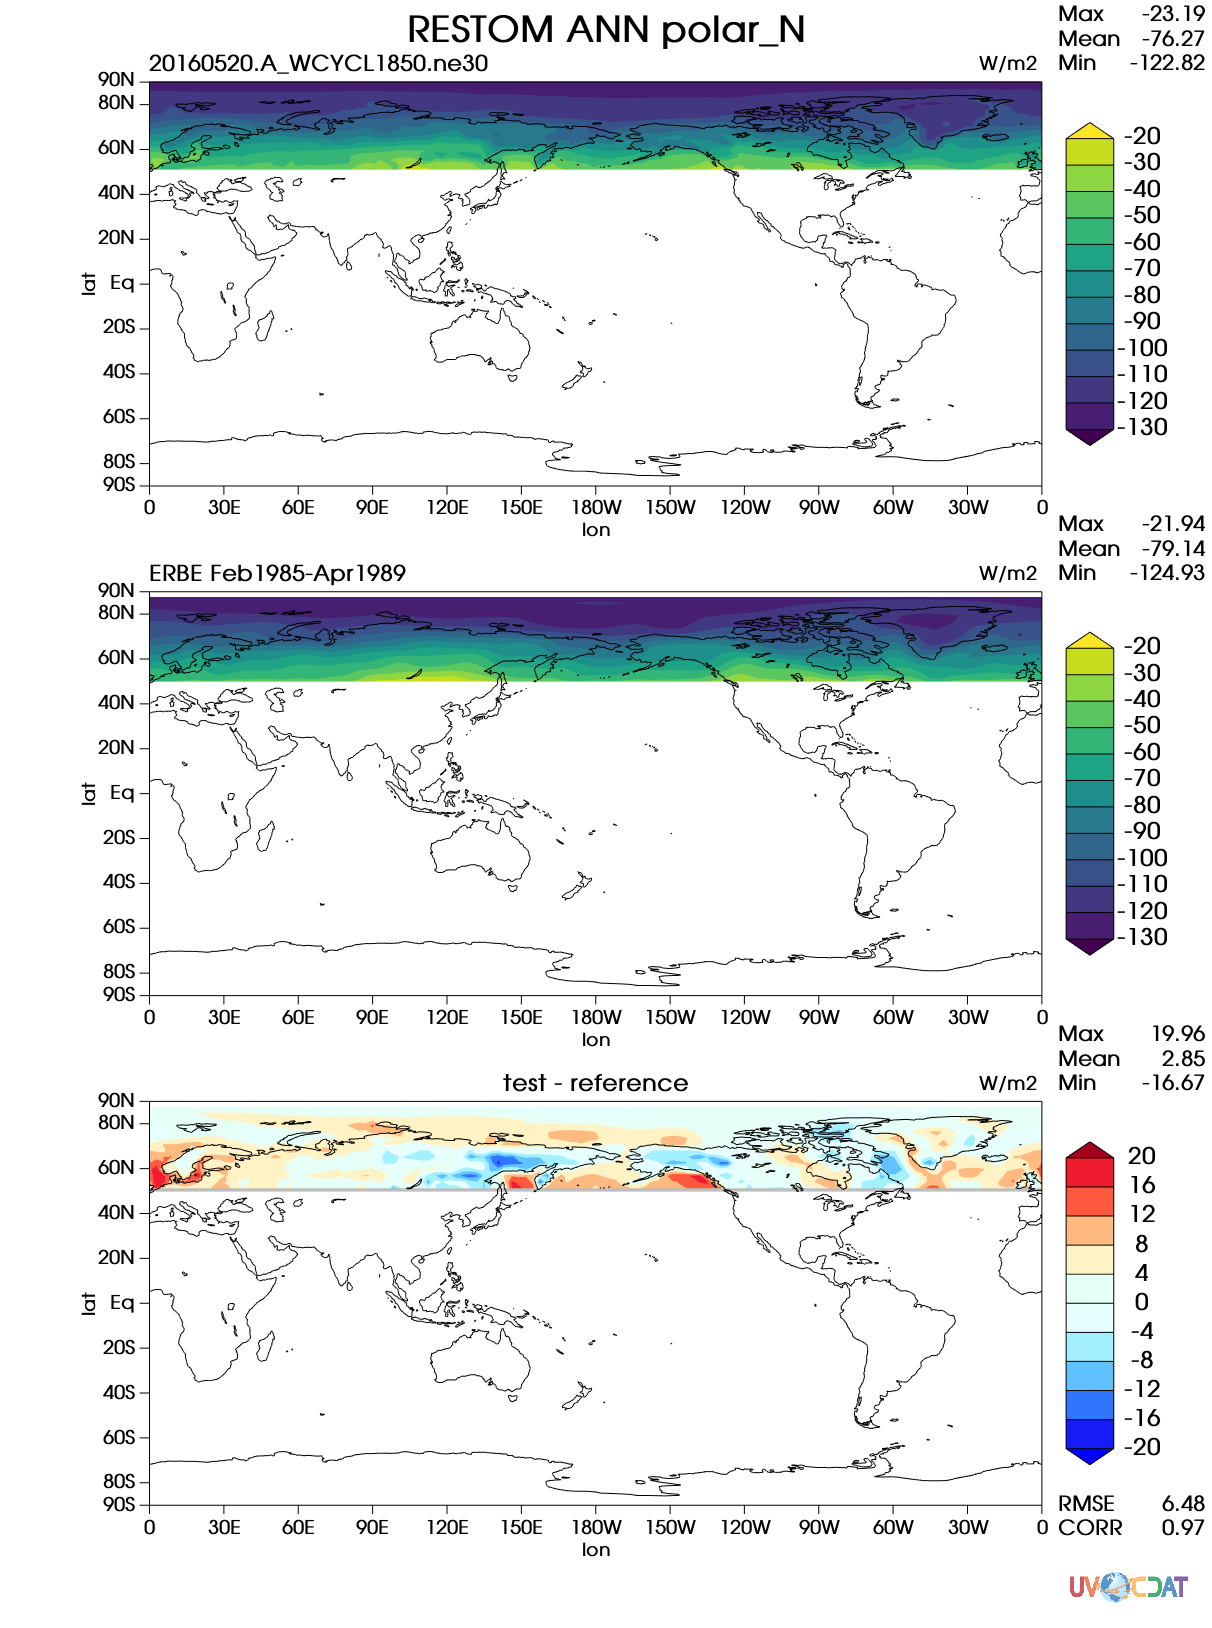 RESTOM ANN polar_N
Max -23.19
Mean -76.27
Min -122.82
20160520.A_WCYCL1850.ne30 W/m2
90N
80N
60N
40N
20N
Eq
20S
40S
60S
80S
90S
lat
0 30E 60E 90E 120E 150E 180W 150W 120W 90W 60W 30W 0
lon
-20
-30
-40
-50
-60
-70
-80
-90
-100
-110
-120
-130
Max -21.94
Mean -79.14
Min -124.93
ERBE Feb1985-Apr1989 W/m2
90N
80N
60N
40N
20N
Eq
20S
40S
60S
80S
90S
lat
0 30E 60E 90E 120E 150E 180W 150W 120W 90W 60W 30W 0
lon
-20
-30
-40
-50
-60
-70
-80
-90
-100
-110
-120
-130
Max 19.96
Mean 2.85
Min -16.67
test - reference W/m2
90N
80N
60N
40N
20N
Eq
20S
40S
60S
80S
90S
lat
0 30E 60E 90E 120E 150E 180W 150W 120W 90W 60W 30W 0
lon
20
16
12
8
4
0
-4
-8
-12
-16
-20
RMSE 6.48
CORR 0.97
UV CDAT